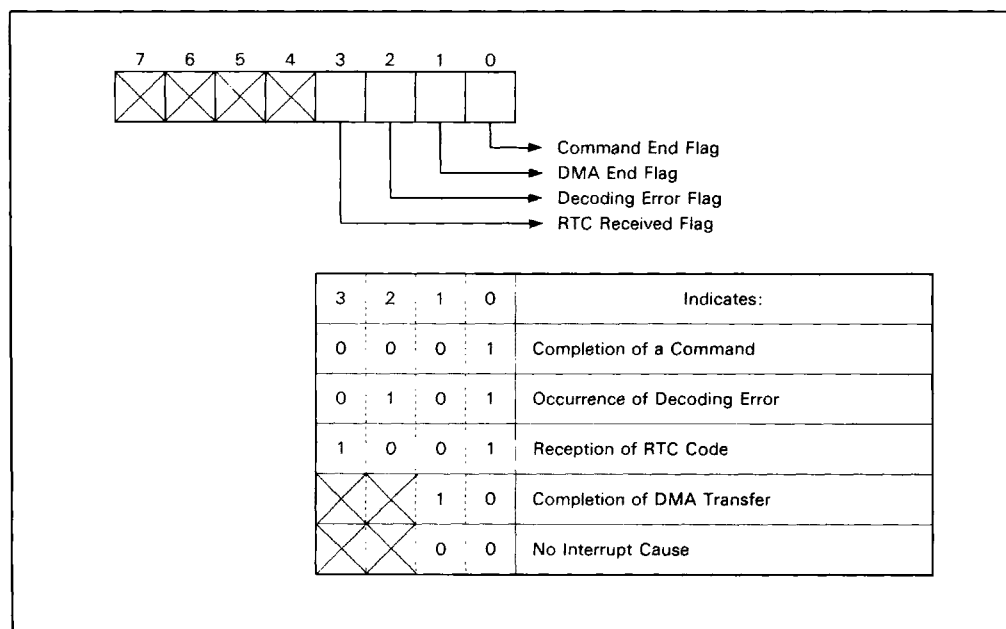 7 6 5 4 3 2 1 0
Command End Flag
DMA End Flag
Decoding Error Flag
RTC Received Flag
3 2 1 0 Indicates:
0 0 0 1 Completion of a Command
0 1 0 1 Occurrence of Decoding Error
1 0 0 1 Reception of RTC Code
1 0 Completion of DMA Transfer
0 0 No Interrupt Cause